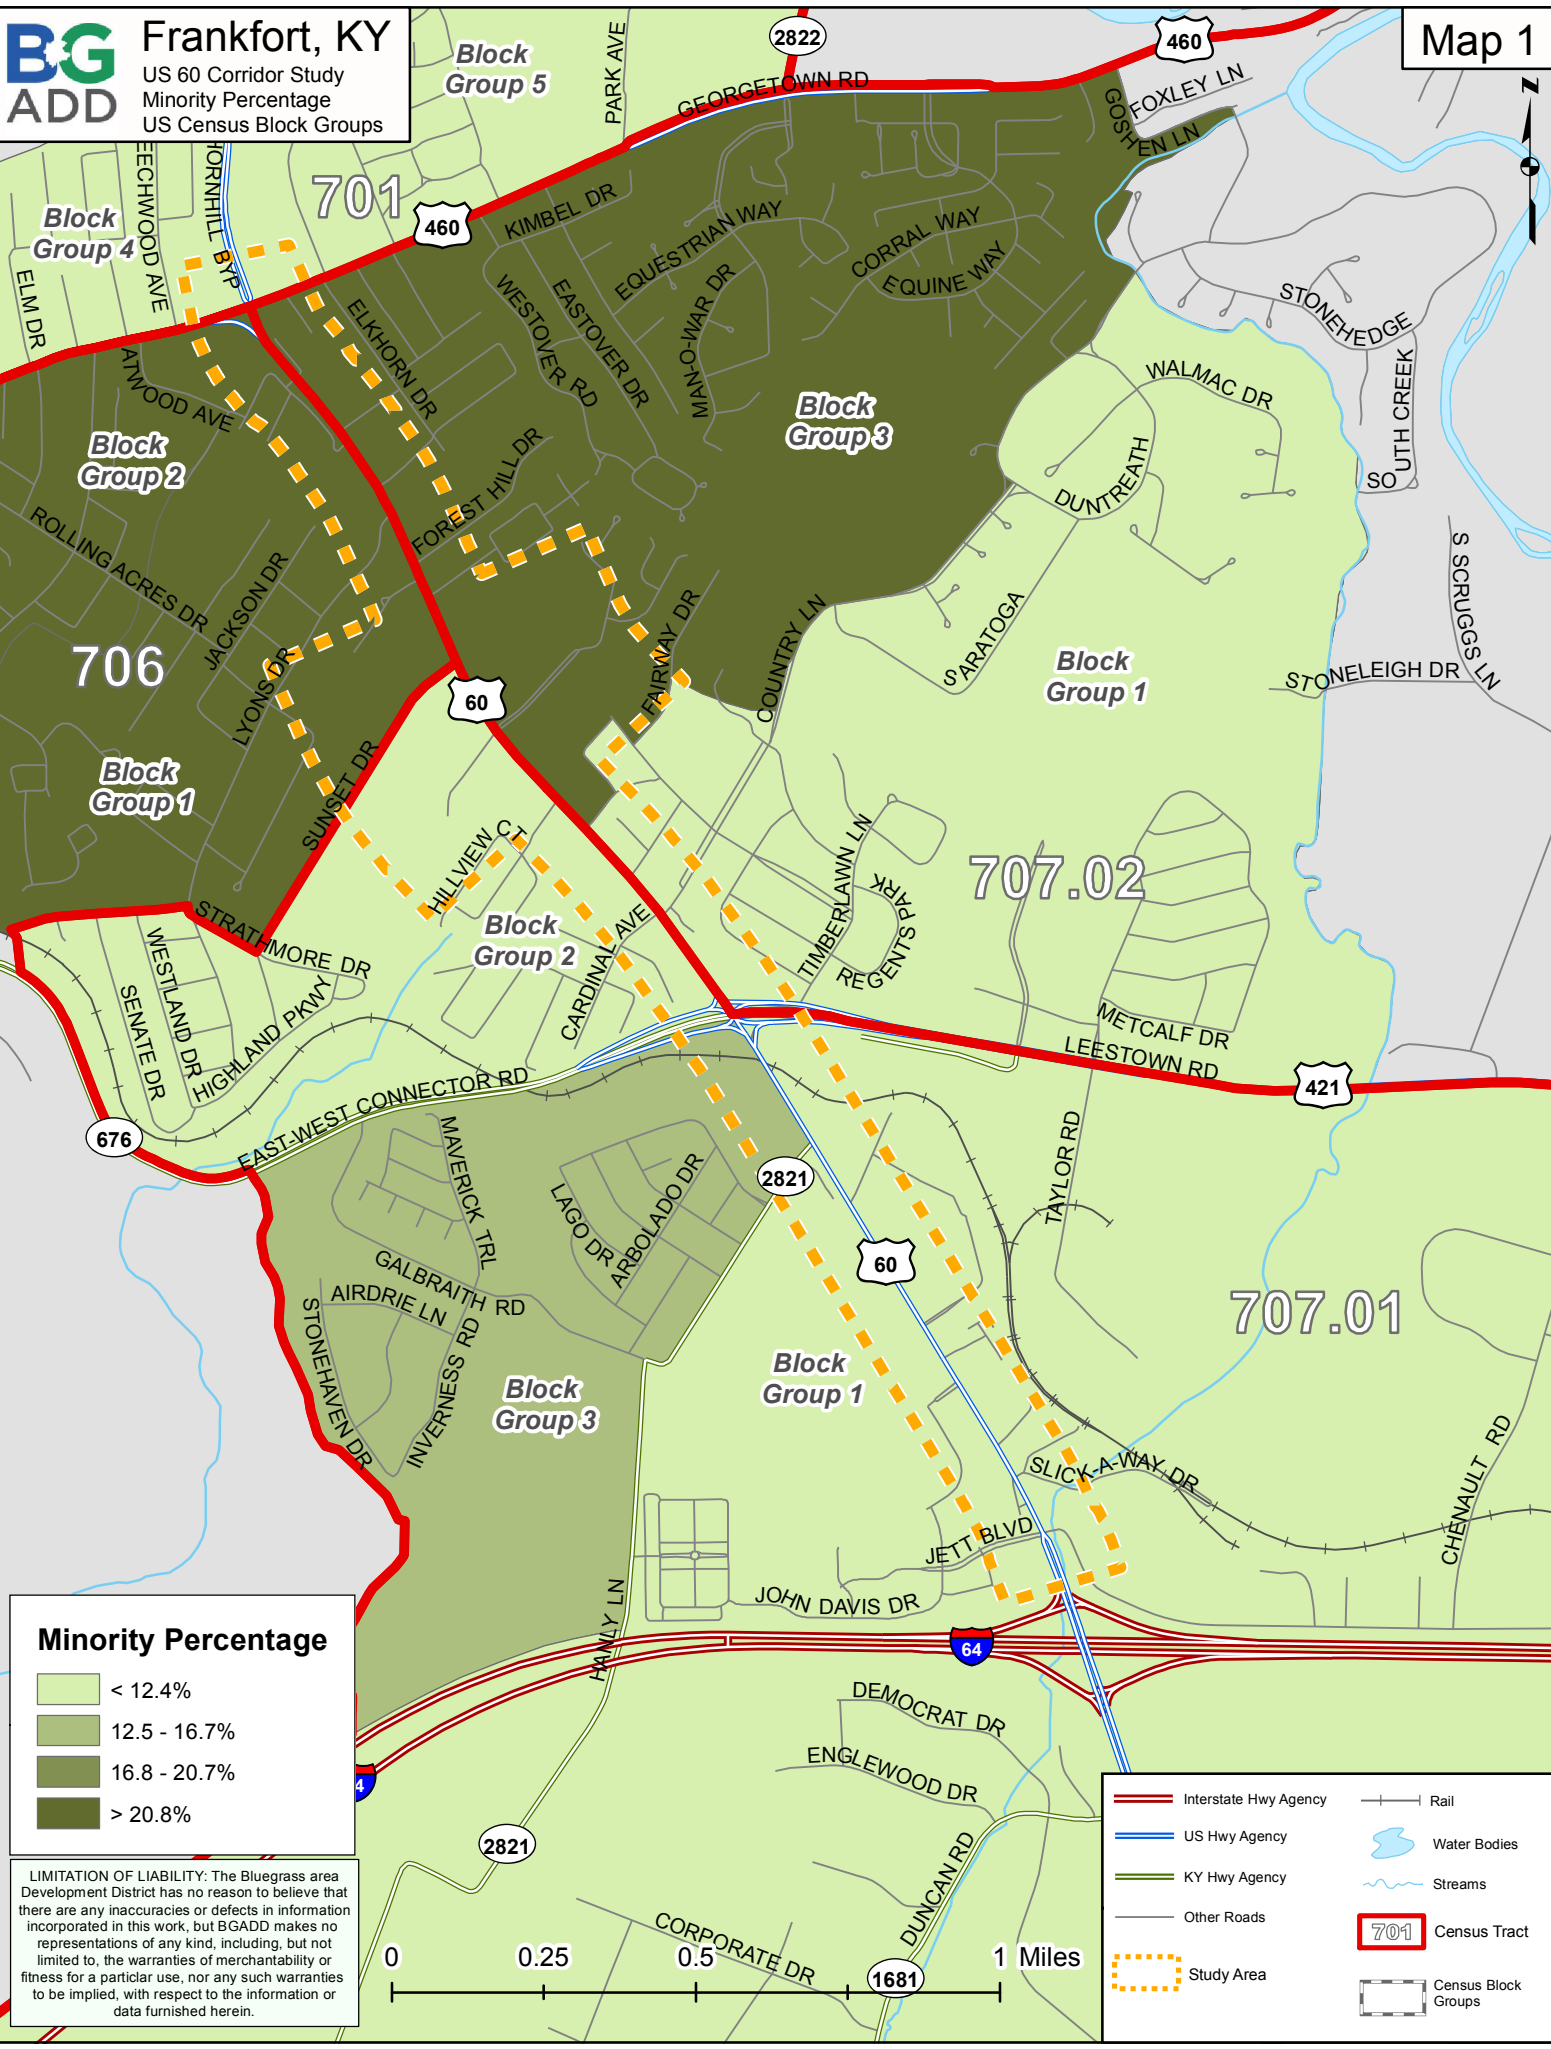 BG
ADD
Frankfort, KY
US 60 Corridor Study
Minority Percentage
US Census Block Groups
Map 1
Z
Block
Group 5
PARK AVE
2822
460
GEORGETOWN RD
FOXLEY LN
GOSHEN LN
701
Block
Group 4
EECHWOOD AVE
HORNHILL BYP
ELM DR
460
KIMBEL DR
EQUESTRIAN WAY
CORRAL WAY
EQUINE WAY
WESTOVER RD
EASTOVER DR
MAN-O-WAR DR
ELKHORN DR
ATWOOD AVE
STONEHEDGE
SOUTH CREEK
WALMAC DR
Block
Group 3
Block
Group 2
DUNTREATH
FOREST HILL DR
ROLLING ACRES DR
JACKSON DR
LYONS DR
706
60
FAIRWAY DR
COUNTRY LN
SARATOGA
Block
Group 1
S SCRUGGS LN
STONELEIGH DR
Block
Group 1
SUNSET DR
HILLVIEW CT
Block
Group 2
CARDINAL AVE
TIMBERLAWN LN
REGENTS PARK
707.02
STRATHMORE DR
WESTLAND DR
SENATE DR
HIGHLAND PKWY
METCALF DR
LEESTOWN RD
421
676
EAST-WEST CONNECTOR RD
MAVERICK TRL
LAGO DR
ARBOLADO DR
2821
60
TAYLOR RD
GALBRAITH RD
AIRDRIE LN
STONEHAVEN DR
INVERNESS RD
707.01
Block
Group 1
Block
Group 3
SLICK-A-WAY DR
CHENAULT RD
JETT BLVD
JOHN DAVIS DR
HANLY LN
64
DEMOCRAT DR
ENGLEWOOD DR
DUNCAN RD
CORPORATE DR
2821
1681
4
Minority Percentage
< 12.4%
12.5 - 16.7%
16.8 - 20.7%
> 20.8%
LIMITATION OF LIABILITY: The Bluegrass area
Development District has no reason to believe that
there are any inaccuracies or defects in information
incorporated in this work, but BGADD makes no
representations of any kind, including, but not
limited to, the warranties of merchantability or
fitness for a particlar use, nor any such warranties
to be implied, with respect to the information or
data furnished herein.
0 0.25 0.5 1 Miles
Interstate Hwy Agency
US Hwy Agency
KY Hwy Agency
Other Roads
Study Area
Rail
Water Bodies
Streams
701 Census Tract
Census Block
Groups